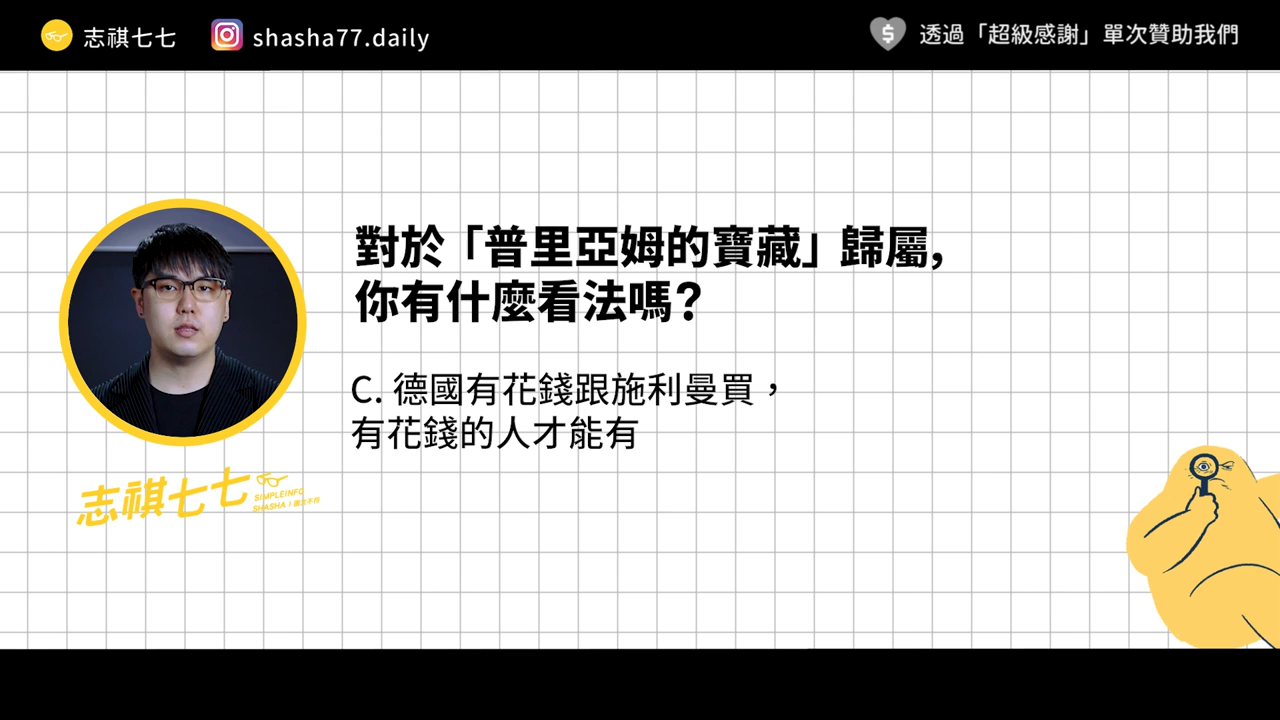 志祺七七
shasha77.daily
透過「超級感謝」單次贊助我們
對於「普里亞姆的寶藏」歸屬,
你有什麼看法嗎?
C. 德國有花錢跟施利曼買，
有花錢的人才能有
志祺七七
SIMPLEINFO
SHASHA